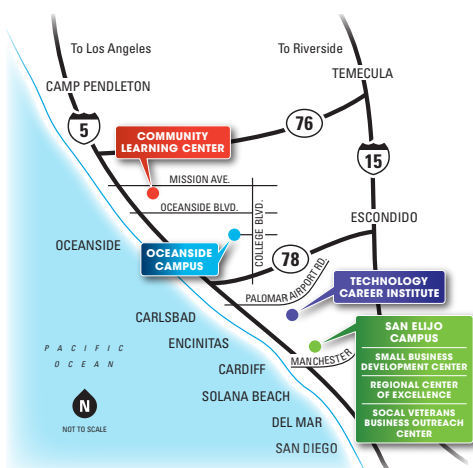 To Los Angeles
To Riverside
TEMECULA
CAMP PENDLETON
5
76
COMMUNITY
LEARNING CENTER
15
MISSION AVE.
OCEANSIDE BLVD.
COLLEGE BLVD.
ESCONDIDO
OCEANSIDE
OCEANSIDE
CAMPUS
78
PALOMAR AIRPORT RD.
TECHNOLOGY
CAREER INSTITUTE
CARLSBAD
SAN ELIJO
CAMPUS
SMALL BUSINESS
DEVELOPMENT CENTER
REGIONAL CENTER
OF EXCELLENCE
SOCAL VETERANS
BUSINESS OUTREACH
CENTER
ENCINITAS
PACIFIC
OCEAN
MANCHESTER
CARDIFF
SOLANA BEACH
N
NOT TO SCALE
DEL MAR
SAN DIEGO